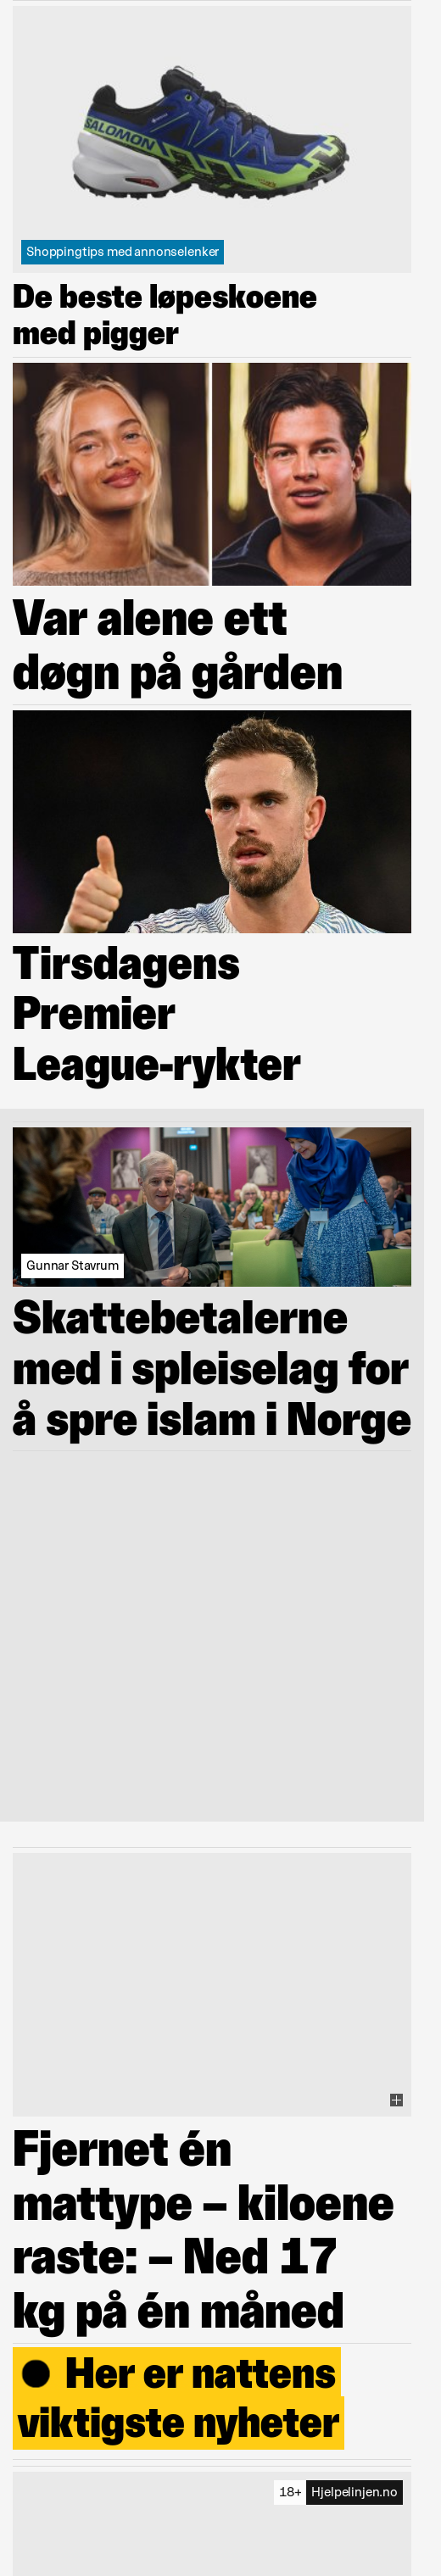 SALOMON
Shoppingtips med annonselenker
De beste løpeskoene
med pigger
Var alene ett
døgn på gården
Tirsdagens
Premier
League-rykter
Gunnar Stavrum
Skattebetalerne
med i spleiselag for
å spre islam i Norge
Fjernet én
mattype – kiloene
raste: – Ned 17
kg på én måned
● Her er nattens
viktigste nyheter
18+ Hjelpelinjen.no